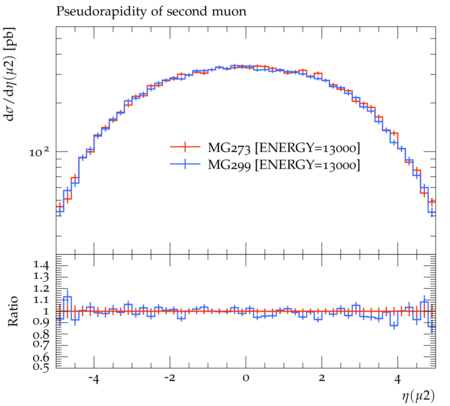 Pseudorapidity of second muon
dσ/dη(μ2) [pb]
10²
MG273 [ENERGY=13000]
MG299 [ENERGY=13000]
Ratio
1.4
1.3
1.2
1.1
1
0.9
0.8
0.7
0.6
0.5
-4 -2 0 2 4
η(μ2)